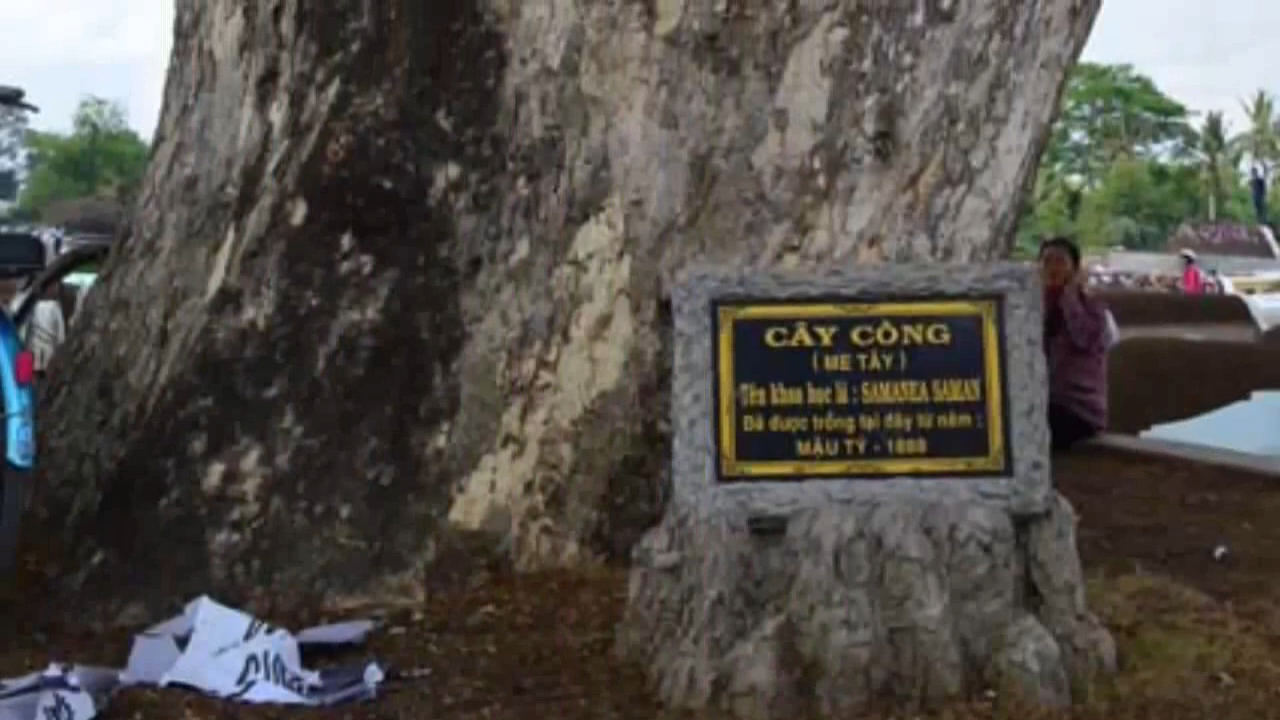 CÂY CÒNG
( ME TÂY )
Tên khoa học là : SAMANEA SAMAN
Đã được trồng tại đây từ năm :
MẬU TÝ - 1888